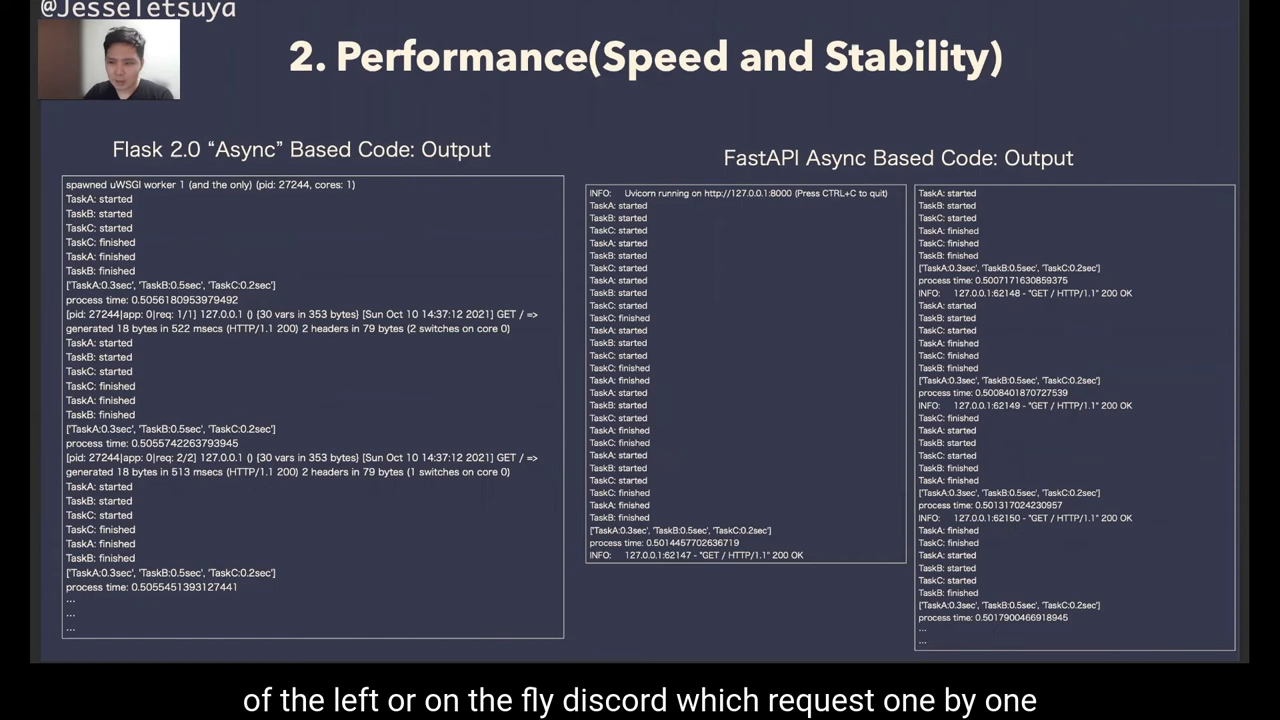 @JesseTetsuya
2. Performance(Speed and Stability)
Flask 2.0 “Async” Based Code: Output
spawned uWSGI worker 1 (and the only) (pid: 27244, cores: 1)
TaskA: started
TaskB: started
TaskC: started
TaskC: finished
TaskA: finished
TaskB: finished
['TaskA:0.3sec', 'TaskB:0.5sec', 'TaskC:0.2sec']
process time: 0.5056180953979492
[pid: 27244|app: 0|req: 1/1] 127.0.0.1 () {30 vars in 353 bytes} [Sun Oct 10 14:37:12 2021] GET / =>
generated 18 bytes in 522 msecs (HTTP/1.1 200) 2 headers in 79 bytes (2 switches on core 0)
TaskA: started
TaskB: started
TaskC: started
TaskC: finished
TaskA: finished
TaskB: finished
['TaskA:0.3sec', 'TaskB:0.5sec', 'TaskC:0.2sec']
process time: 0.5055742263793945
[pid: 27244|app: 0|req: 2/2] 127.0.0.1 () {30 vars in 353 bytes} [Sun Oct 10 14:37:12 2021] GET / =>
generated 18 bytes in 513 msecs (HTTP/1.1 200) 2 headers in 79 bytes (1 switches on core 0)
TaskA: started
TaskB: started
TaskC: started
TaskC: finished
TaskA: finished
TaskB: finished
['TaskA:0.3sec', 'TaskB:0.5sec', 'TaskC:0.2sec']
process time: 0.5055451393127441
...
...
...
FastAPI Async Based Code: Output
INFO: Uvicorn running on http://127.0.0.1:8000 (Press CTRL+C to quit)
TaskA: started
TaskB: started
TaskC: started
TaskA: started
TaskB: started
TaskC: started
TaskA: started
TaskB: started
TaskC: started
TaskC: finished
TaskA: started
TaskB: started
TaskC: started
TaskC: finished
TaskA: finished
TaskA: started
TaskB: started
TaskC: started
TaskA: finished
TaskC: finished
TaskA: started
TaskB: started
TaskC: started
TaskC: finished
TaskA: finished
TaskB: finished
['TaskA:0.3sec', 'TaskB:0.5sec', 'TaskC:0.2sec']
process time: 0.5014457702636719
INFO: 127.0.0.1:62147 - "GET / HTTP/1.1" 200 OK
TaskA: started
TaskB: started
TaskC: started
TaskA: finished
TaskC: finished
TaskB: finished
['TaskA:0.3sec', 'TaskB:0.5sec', 'TaskC:0.2sec']
process time: 0.5007171630859375
INFO: 127.0.0.1:62148 - "GET / HTTP/1.1" 200 OK
TaskA: started
TaskB: started
TaskC: started
TaskA: finished
TaskC: finished
TaskB: finished
['TaskA:0.3sec', 'TaskB:0.5sec', 'TaskC:0.2sec']
process time: 0.5008401870727539
INFO: 127.0.0.1:62149 - "GET / HTTP/1.1" 200 OK
TaskC: finished
TaskA: started
TaskB: started
TaskC: started
TaskB: finished
TaskA: finished
['TaskA:0.3sec', 'TaskB:0.5sec', 'TaskC:0.2sec']
process time: 0.501317024230957
INFO: 127.0.0.1:62150 - "GET / HTTP/1.1" 200 OK
TaskA: finished
TaskC: finished
TaskA: started
TaskB: started
TaskC: started
TaskB: finished
['TaskA:0.3sec', 'TaskB:0.5sec', 'TaskC:0.2sec']
process time: 0.5017900466918945
...
...
of the left or on the fly discord which request one by one